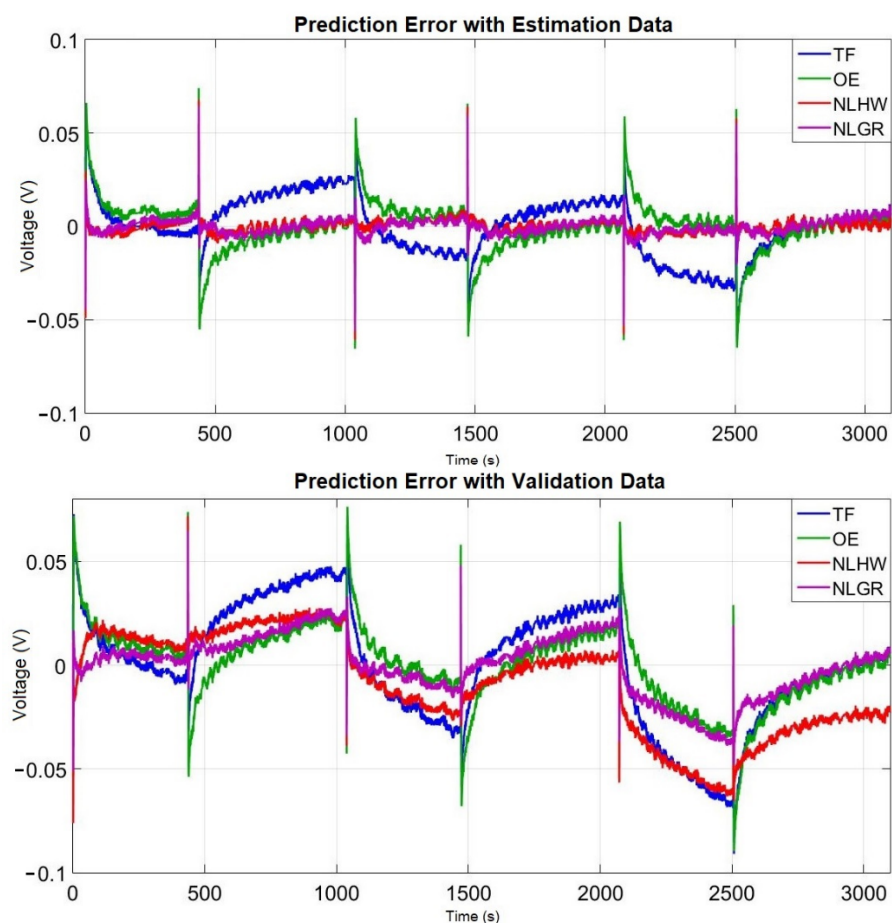 Prediction Error with Estimation Data
0.1
0.05
0
−0.05
−0.1
Voltage (V)
TF
OE
NLHW
NLGR
0 500 1000 1500 2000 2500 3000
Time (s)
Prediction Error with Validation Data
0.05
0
−0.05
−0.1
Voltage (V)
TF
OE
NLHW
NLGR
0 500 1000 1500 2000 2500 3000
Time (s)